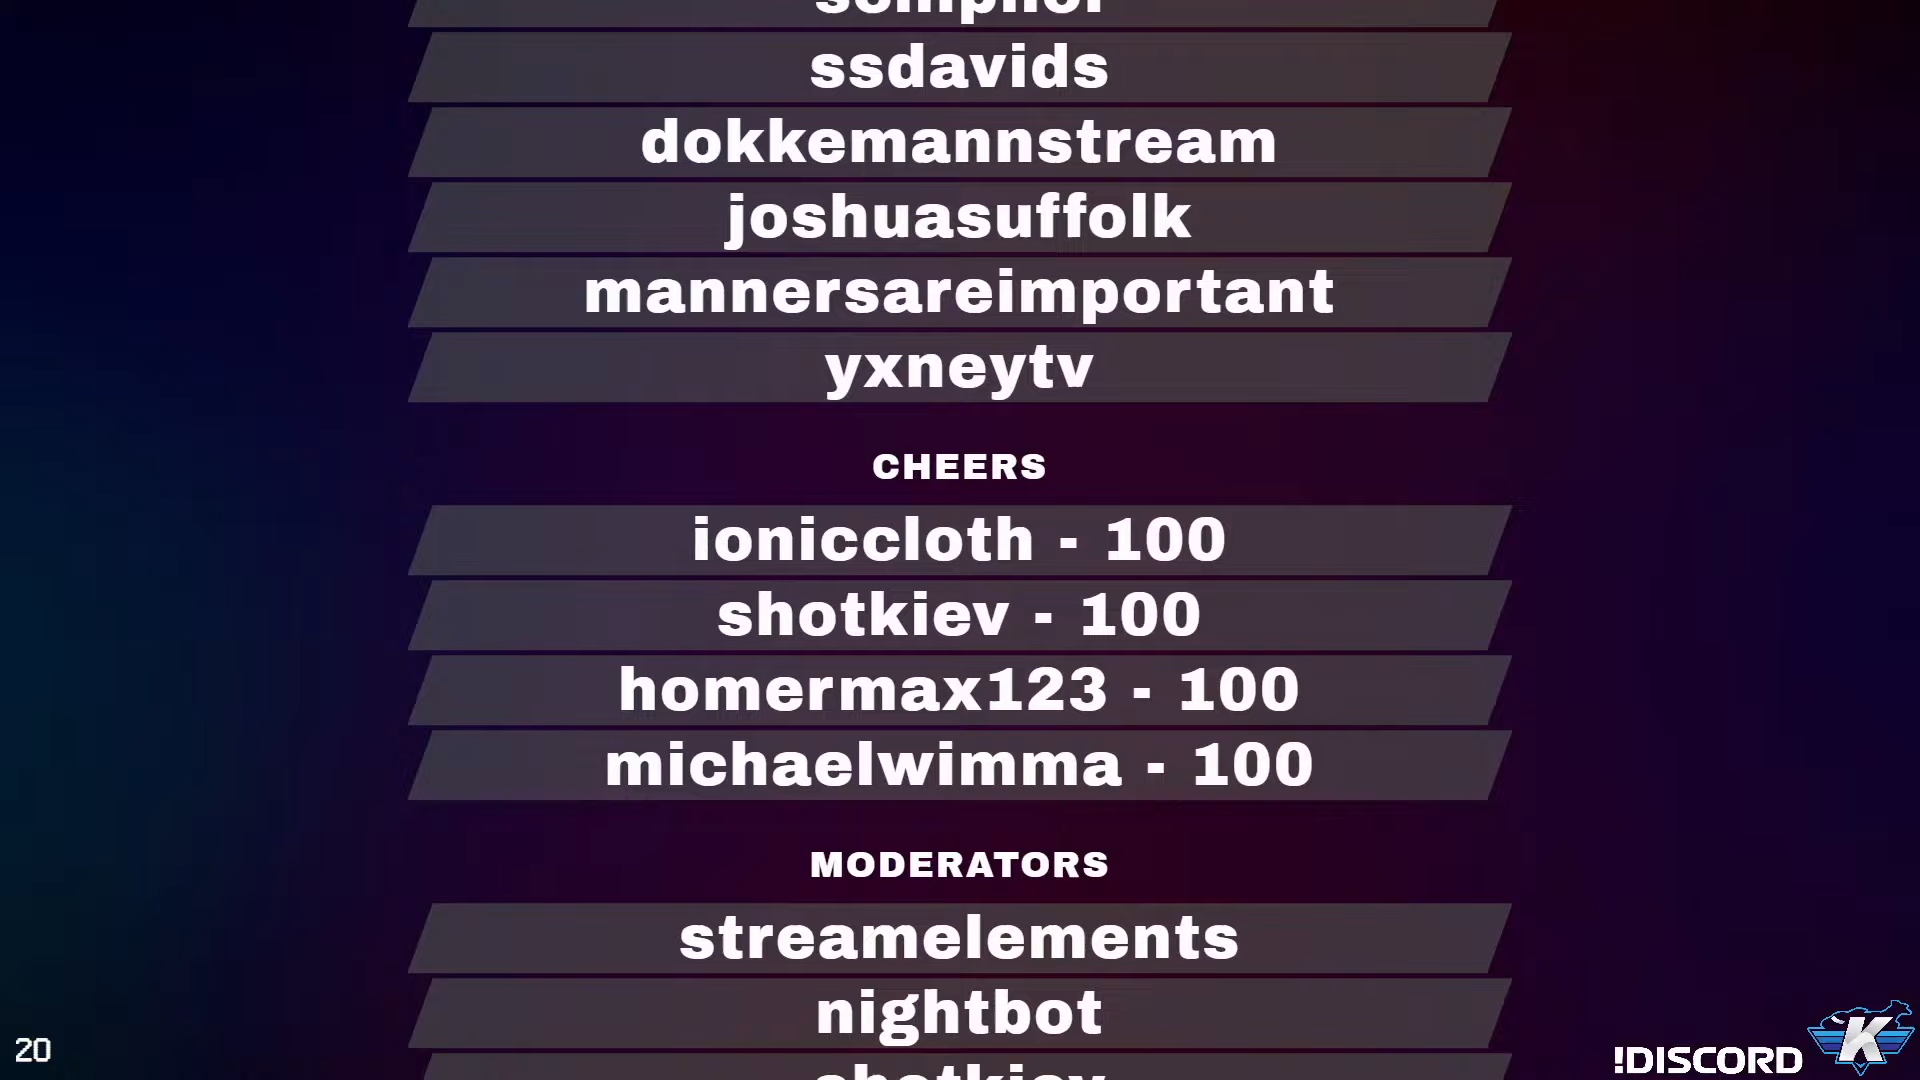 ssdavids
dokkemannstream
joshuasuffolk
mannersareimportant
yxneytv
CHEERS
ioniccloth - 100
shotkiev - 100
homermax123 - 100
michaelwimma - 100
MODERATORS
streamelements
nightbot
shotkiev
20
!DISCORD
K